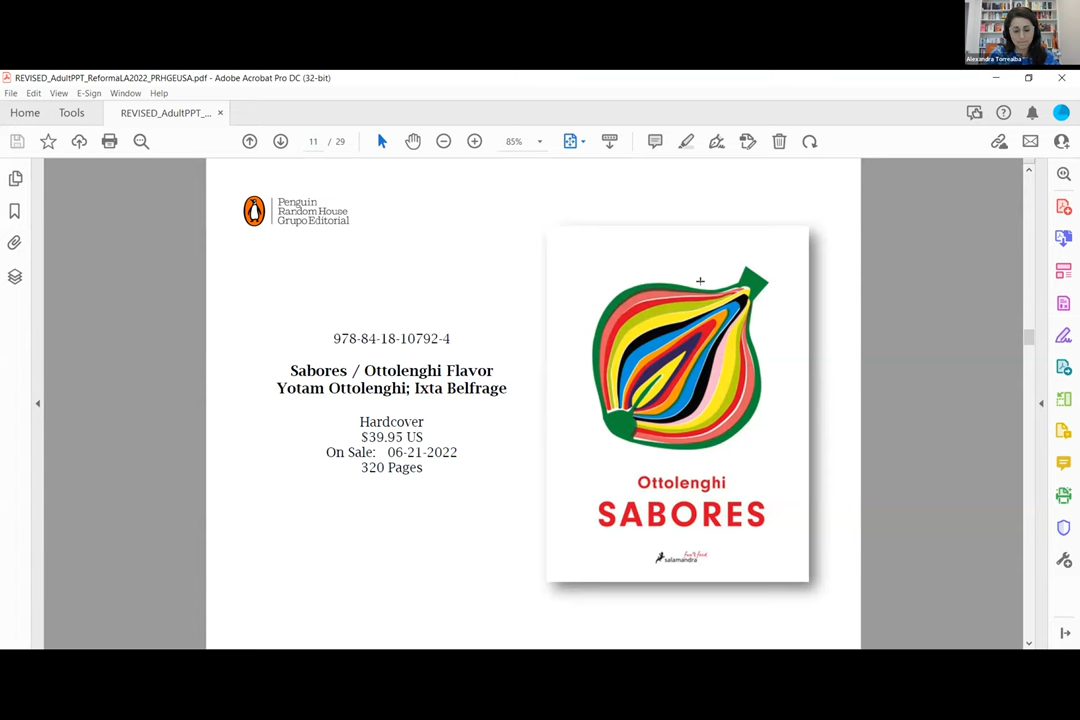 Alexandra Torrealba
REVISED_AdultPPT_ReformaLA2022_PRHGEUSA.pdf - Adobe Acrobat Pro DC (32-bit)
File Edit View E-Sign Window Help
Home Tools REVISED_AdultPPT_... ×
11 / 29 85%
Penguin
Random House
Grupo Editorial
978-84-18-10792-4
Sabores / Ottolenghi Flavor
Yotam Ottolenghi; Ixta Belfrage
Hardcover
$39.95 US
On Sale: 06-21-2022
320 Pages
Ottolenghi
SABORES
fun & food
salamandra